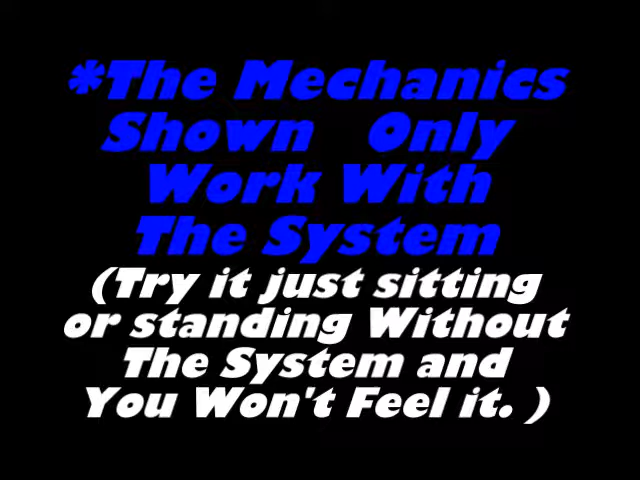 *The Mechanics
Shown Only
Work With
The System
(Try it just sitting
or standing Without
The System and
You Won't Feel it. )